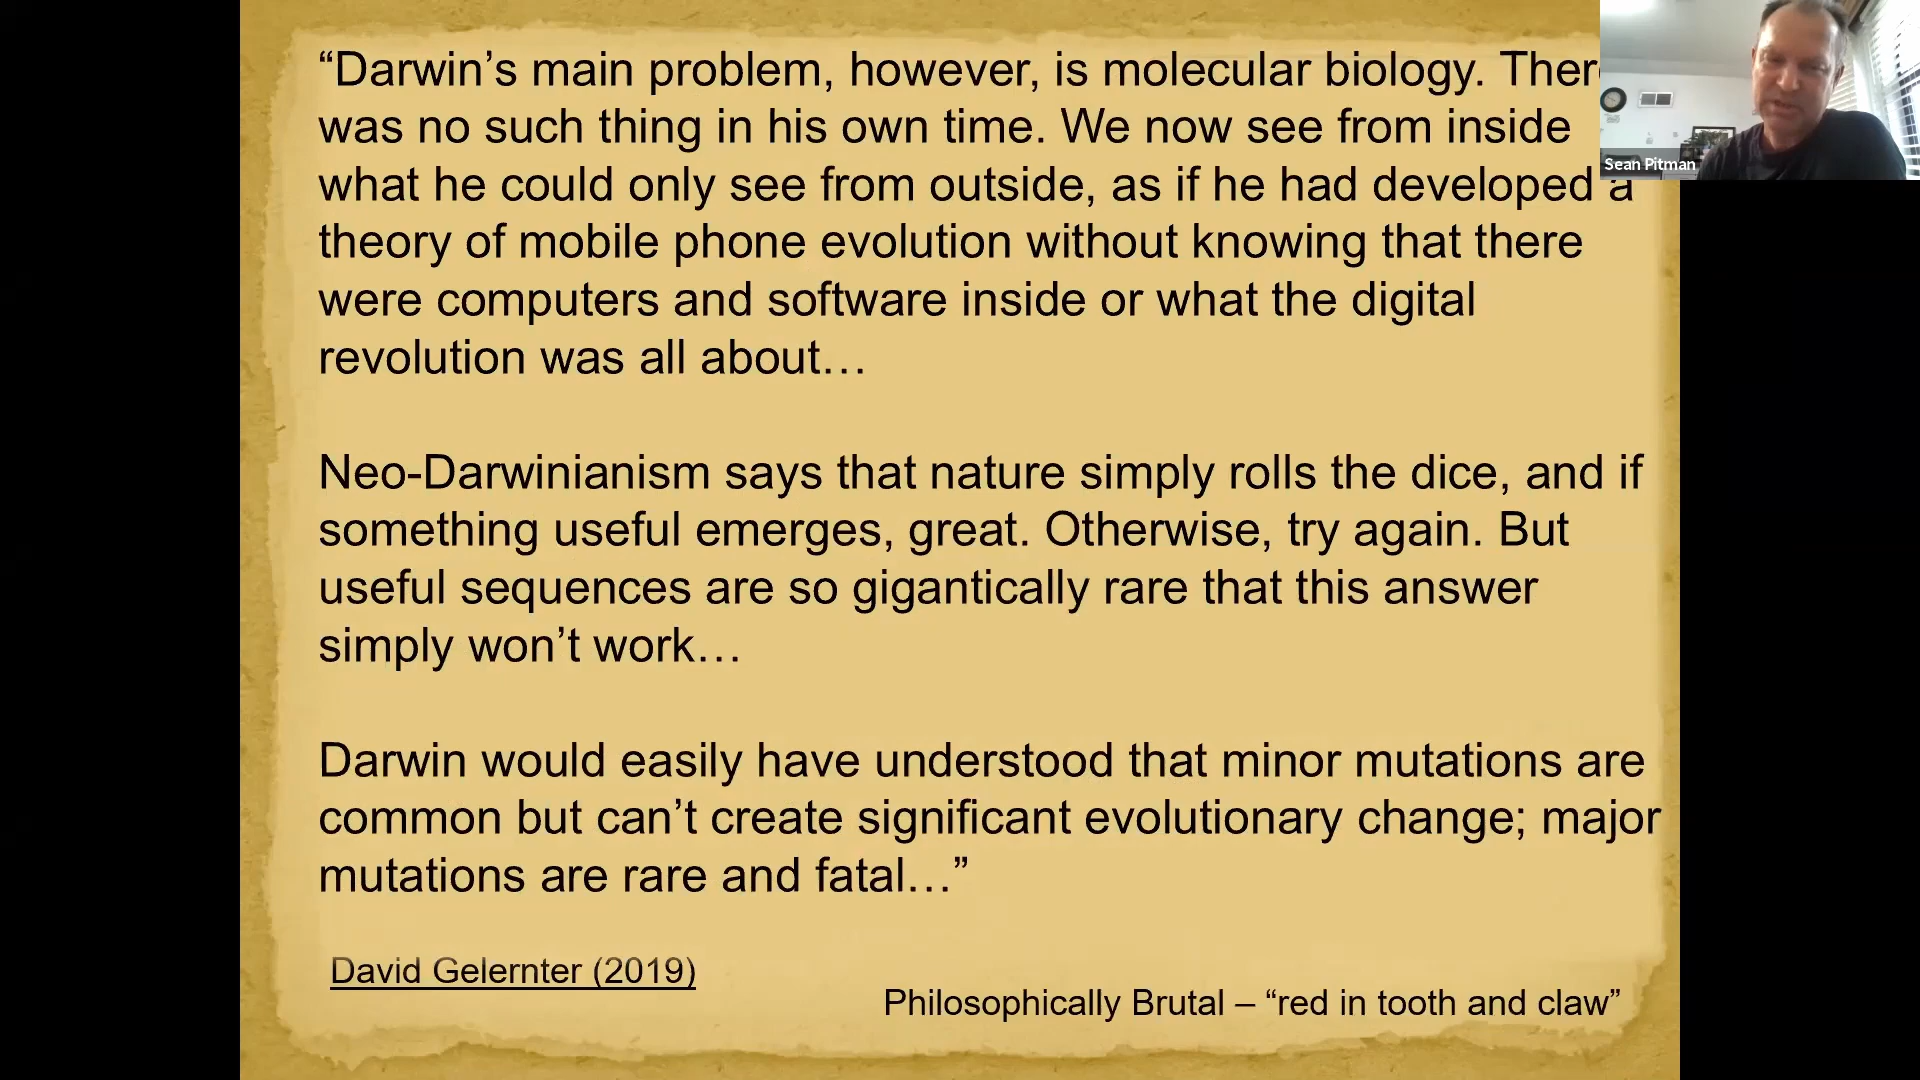 “Darwin’s main problem, however, is molecular biology. Ther
was no such thing in his own time. We now see from inside
what he could only see from outside, as if he had developed a
theory of mobile phone evolution without knowing that there
were computers and software inside or what the digital
revolution was all about…
Neo-Darwinianism says that nature simply rolls the dice, and if
something useful emerges, great. Otherwise, try again. But
useful sequences are so gigantically rare that this answer
simply won’t work…
Darwin would easily have understood that minor mutations are
common but can’t create significant evolutionary change; major
mutations are rare and fatal…”
David Gelernter (2019)
Philosophically Brutal – “red in tooth and claw”
Sean Pitman